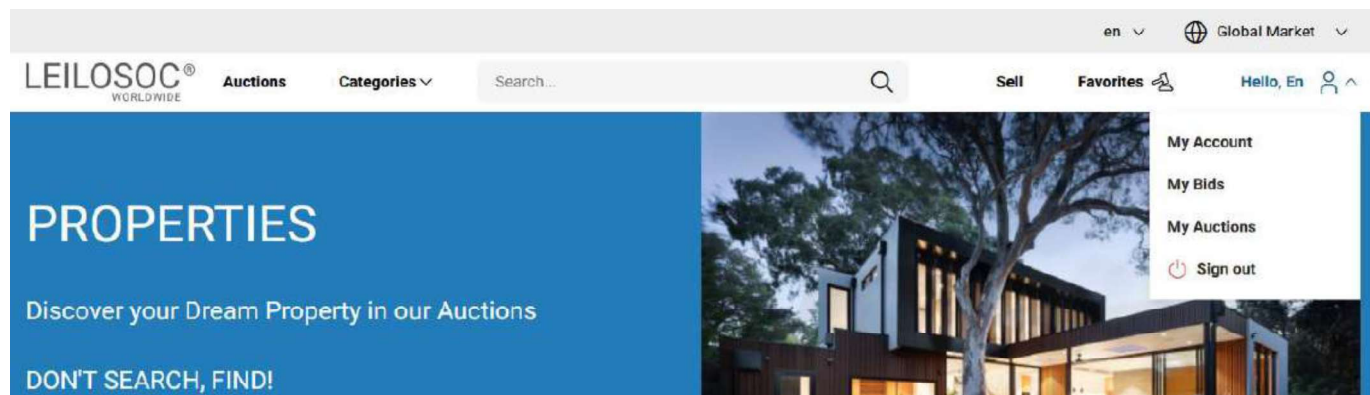 en Global Market
LEILOSOC®
WORLDWIDE
Auctions Categories Search... Sell Favorites Hello, En
My Account
My Bids
My Auctions
Sign out
PROPERTIES
Discover your Dream Property in our Auctions
DON'T SEARCH, FIND!